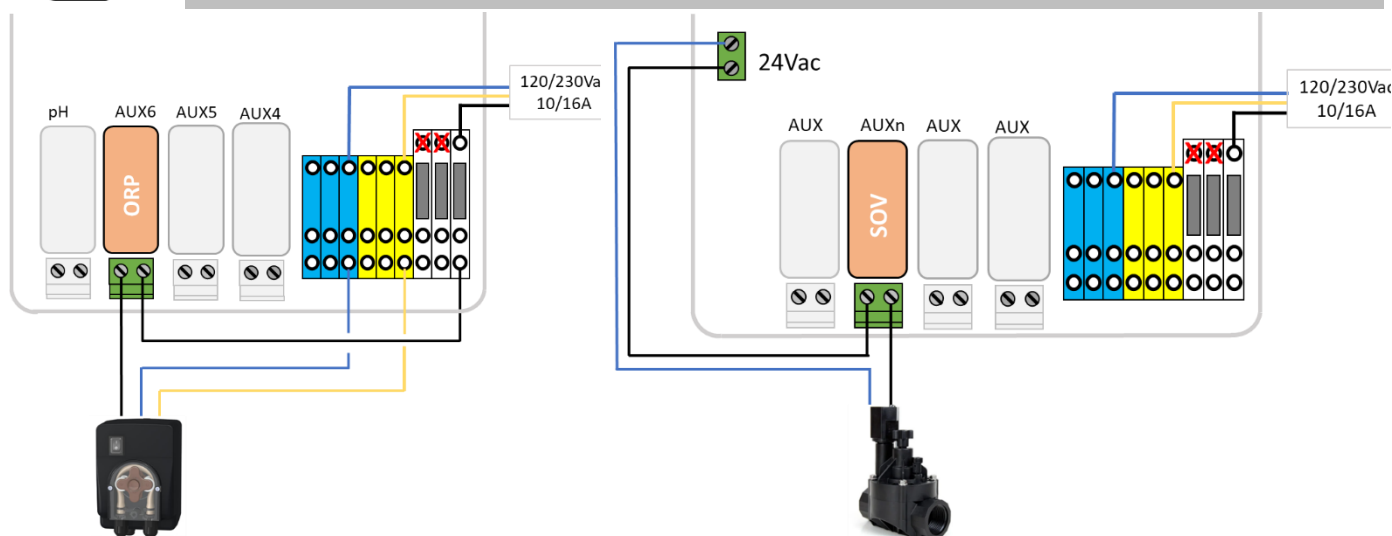 120/230Va
10/16A
pH
AUX6
AUX5
AUX4
ORP
24Vac
120/230Vac
10/16A
AUX
AUXn
AUX
AUX
SOV